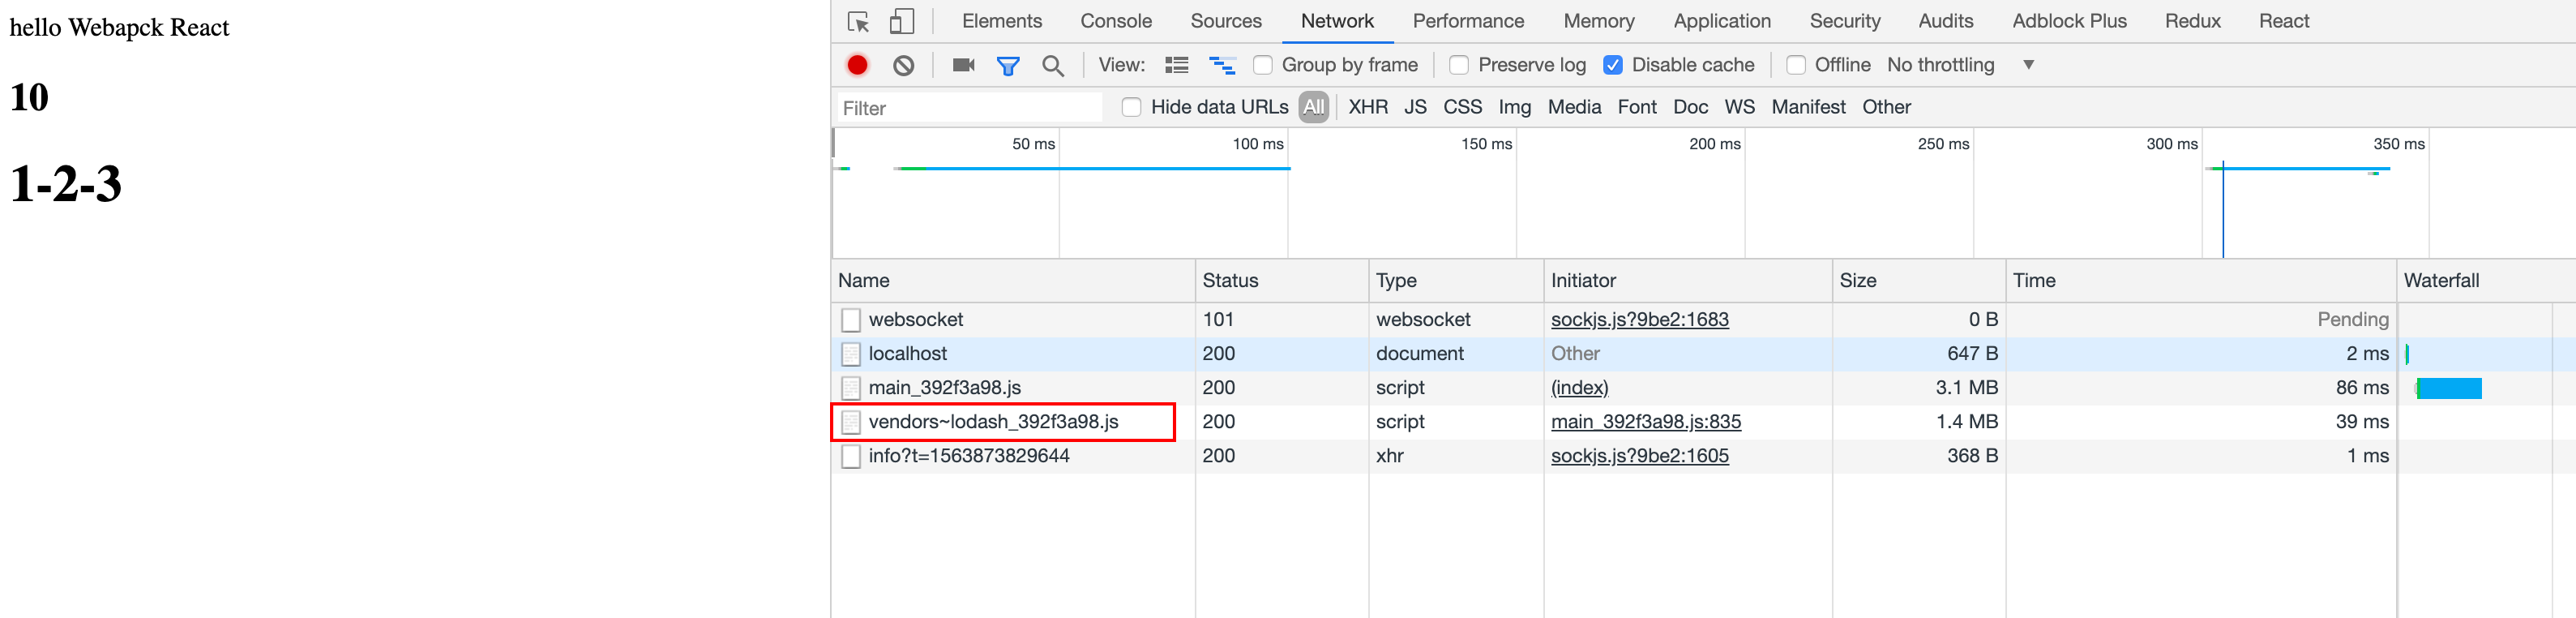 hello Webapck React
10
1-2-3
Elements Console Sources Network Performance Memory Application Security Audits Adblock Plus Redux React
View: Group by frame Preserve log Disable cache Offline No throttling ▼
Filter Hide data URLs All XHR JS CSS Img Media Font Doc WS Manifest Other
50 ms 100 ms 150 ms 200 ms 250 ms 300 ms 350 ms
Name Status Type Initiator Size Time Waterfall
websocket 101 websocket sockjs.js?9be2:1683 0 B Pending
localhost 200 document Other 647 B 2 ms
main_392f3a98.js 200 script (index) 3.1 MB 86 ms
vendors~lodash_392f3a98.js 200 script main_392f3a98.js:835 1.4 MB 39 ms
info?t=1563873829644 200 xhr sockjs.js?9be2:1605 368 B 1 ms